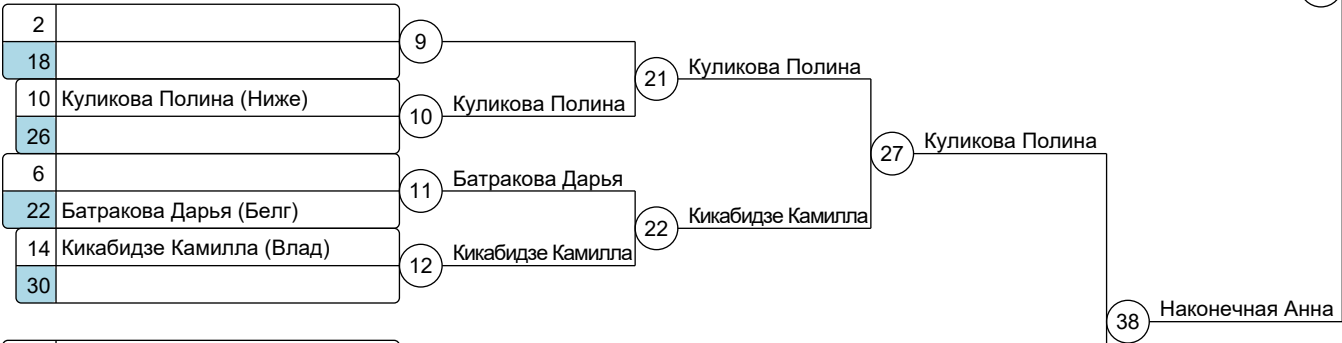 2
18
10 Куликова Полина (Ниже)
26
6
22 Батракова Дарья (Белг)
14 Кикабидзе Камилла (Влад)
30
9
10 Куликова Полина
11 Батракова Дарья
12 Кикабидзе Камилла
21 Куликова Полина
22 Кикабидзе Камилла
27 Куликова Полина
38 Наконечная Анна